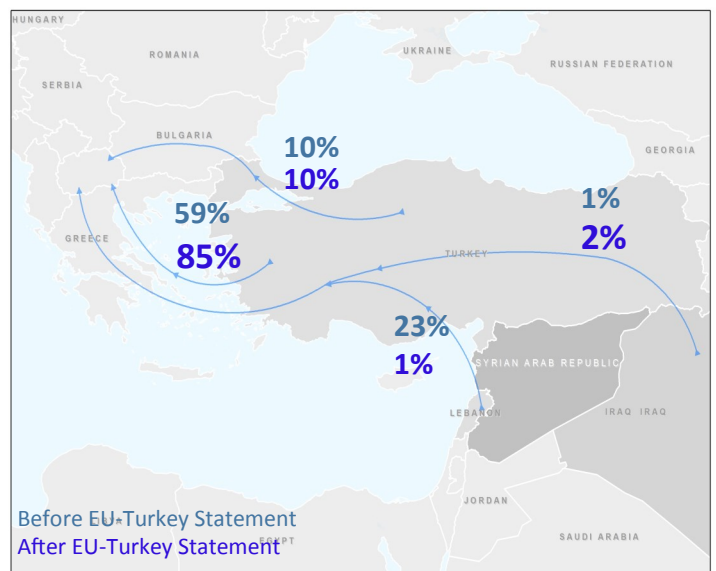 HUNGARY
UKRAINE
ROMANIA
RUSSIAN FEDERATION
SERBIA
BULGARIA
GEORGIA
10%
10%
59%
85%
1%
2%
GREECE
TURKEY
23%
1%
SYRIAN ARAB REPUBLIC
LEBANON
IRAQ IRAQ
JORDAN
SAUDI ARABIA
EGYPT
Before EU-Turkey Statement
After EU-Turkey Statement